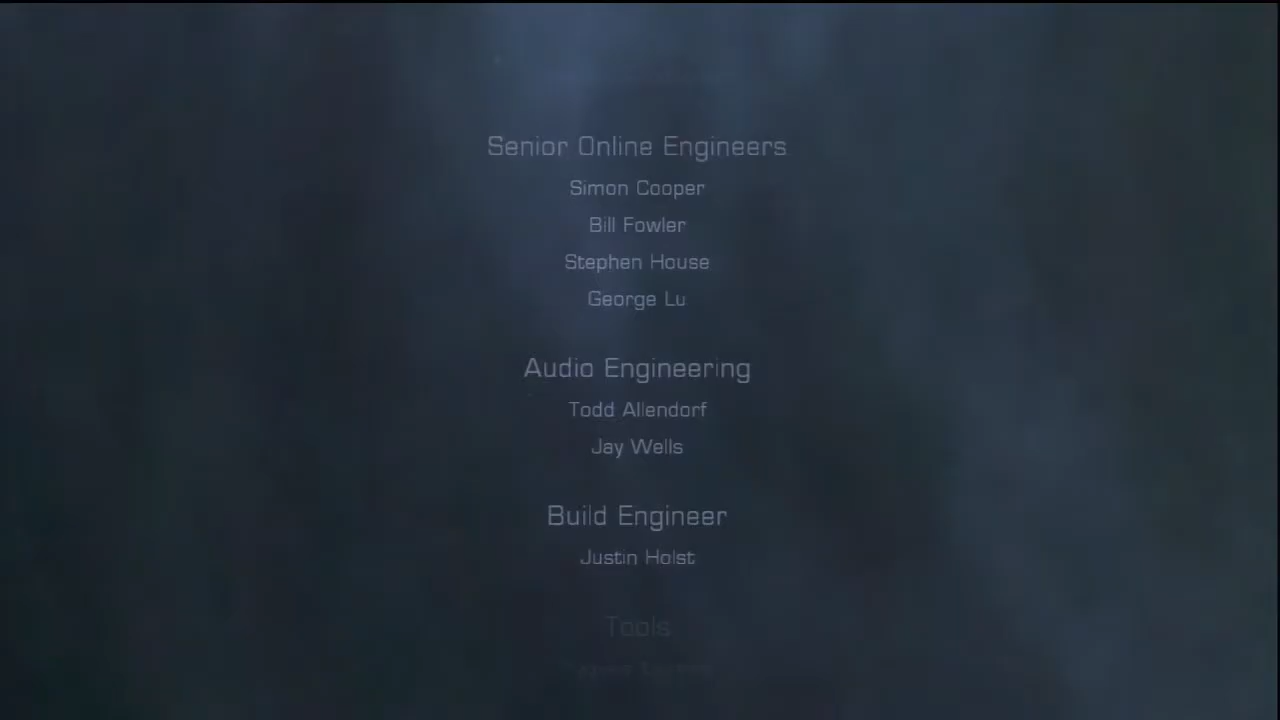 Senior Online Engineers
Simon Cooper
Bill Fowler
Stephen House
George Lu
Audio Engineering
Todd Allendorf
Jay Wells
Build Engineer
Justin Holst
Tools